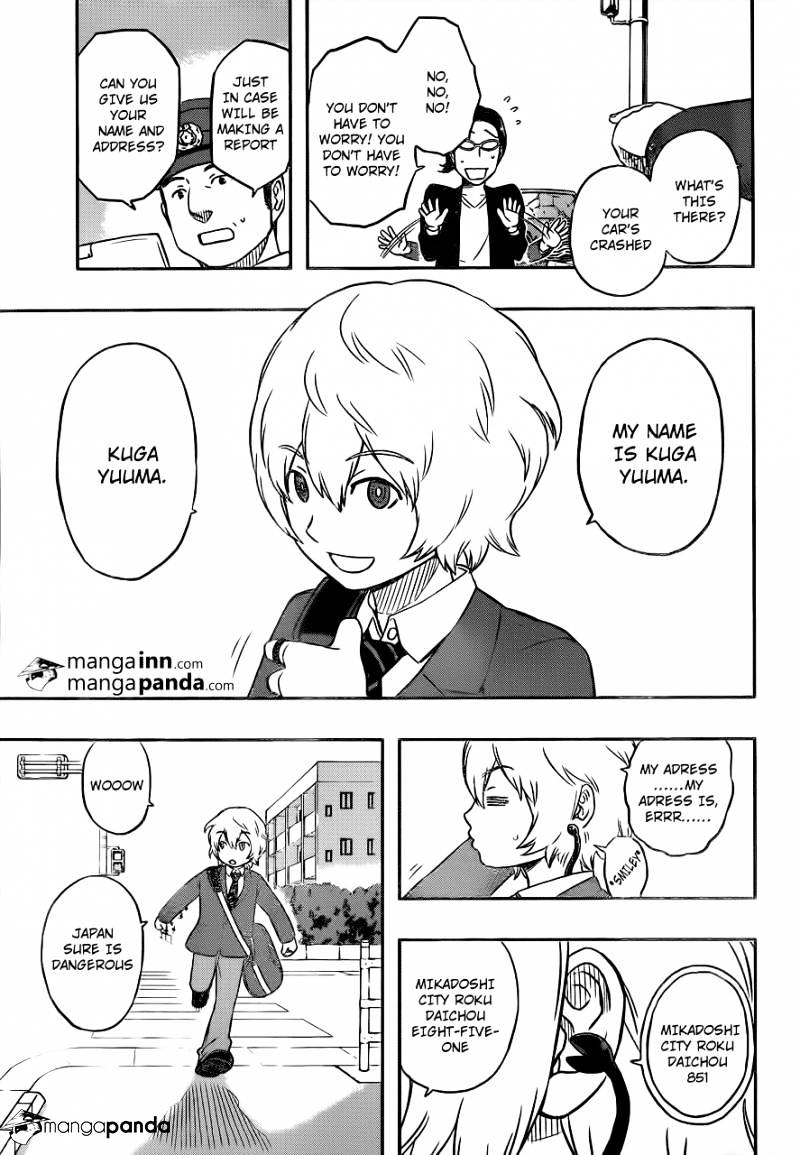 WHAT'S
THIS
THERE?
YOUR
CAR'S
CRASHED
NO,
NO,
NO!
YOU DON'T
HAVE TO
WORRY! YOU
DON'T HAVE
TO WORRY!
JUST
IN CASE
WILL BE
MAKING A
REPORT
CAN YOU
GIVE US
YOUR
NAME AND
ADDRESS?
MY NAME
IS KUGA
YUUMA.
KUGA
YUUMA.
mangainn.com
mangapanda.com
MY ADRESS
......MY
ADRESS IS,
ERRR......
*SMILEY*
MIKADOSHI
CITY ROKU
DAICHOU
851
MIKADOSHI
CITY ROKU
DAICHOU
EIGHT-FIVE-
ONE
WOOOW
JAPAN
SURE IS
DANGEROUS
mangapanda